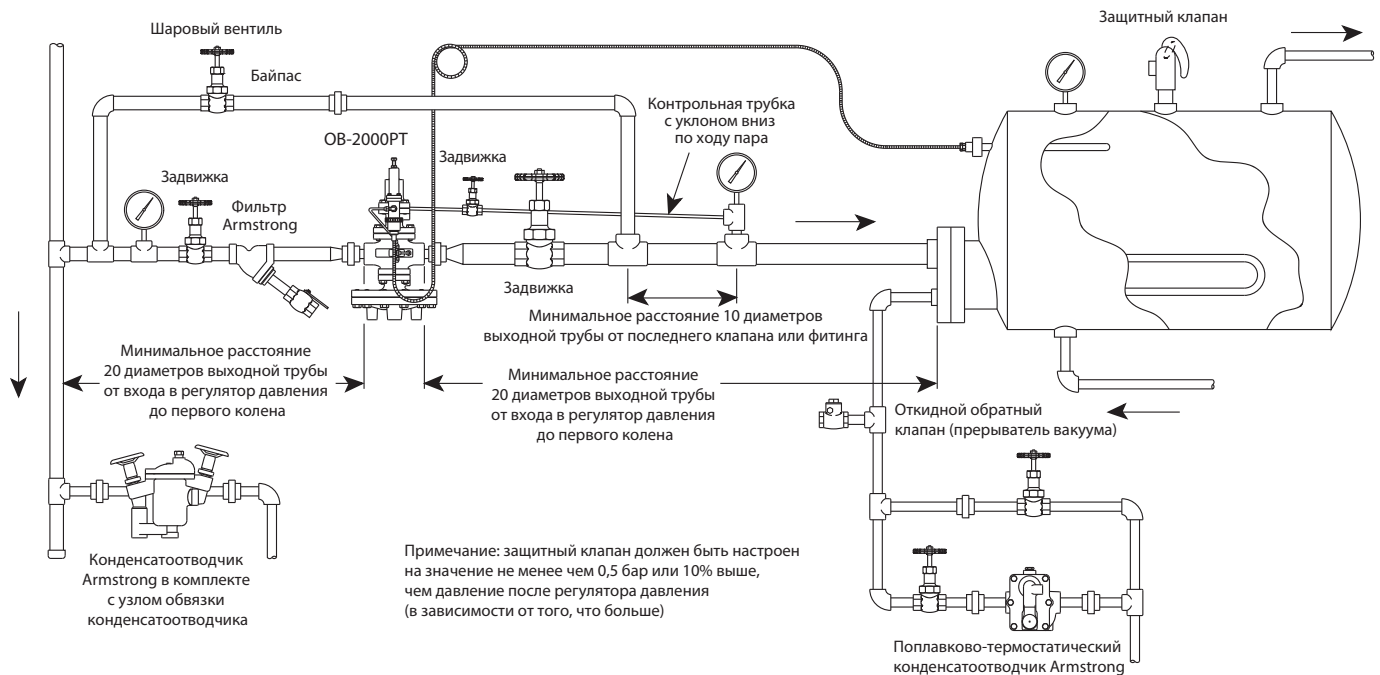 Шаровый вентиль
Защитный клапан
Байпас
Контрольная трубка
с уклоном вниз
по ходу пара
OB-2000PT
Задвижка
Задвижка
Фильтр
Armstrong
Задвижка
Минимальное расстояние 10 диаметров
выходной трубы от последнего клапана или фитинга
Минимальное расстояние
20 диаметров выходной трубы
от входа в регулятор давления
до первого колена
Минимальное расстояние
20 диаметров выходной трубы
от входа в регулятор давления
до первого колена
Откидной обратный
клапан (прерыватель вакуума)
Конденсатоотводчик
Armstrong в комплекте
с узлом обвязки
конденсатоотводчика
Примечание: защитный клапан должен быть настроен
на значение не менее чем 0,5 бар или 10% выше,
чем давление после регулятора давления
(в зависимости от того, что больше)
Поплавково-термостатический
конденсатоотводчик Armstrong